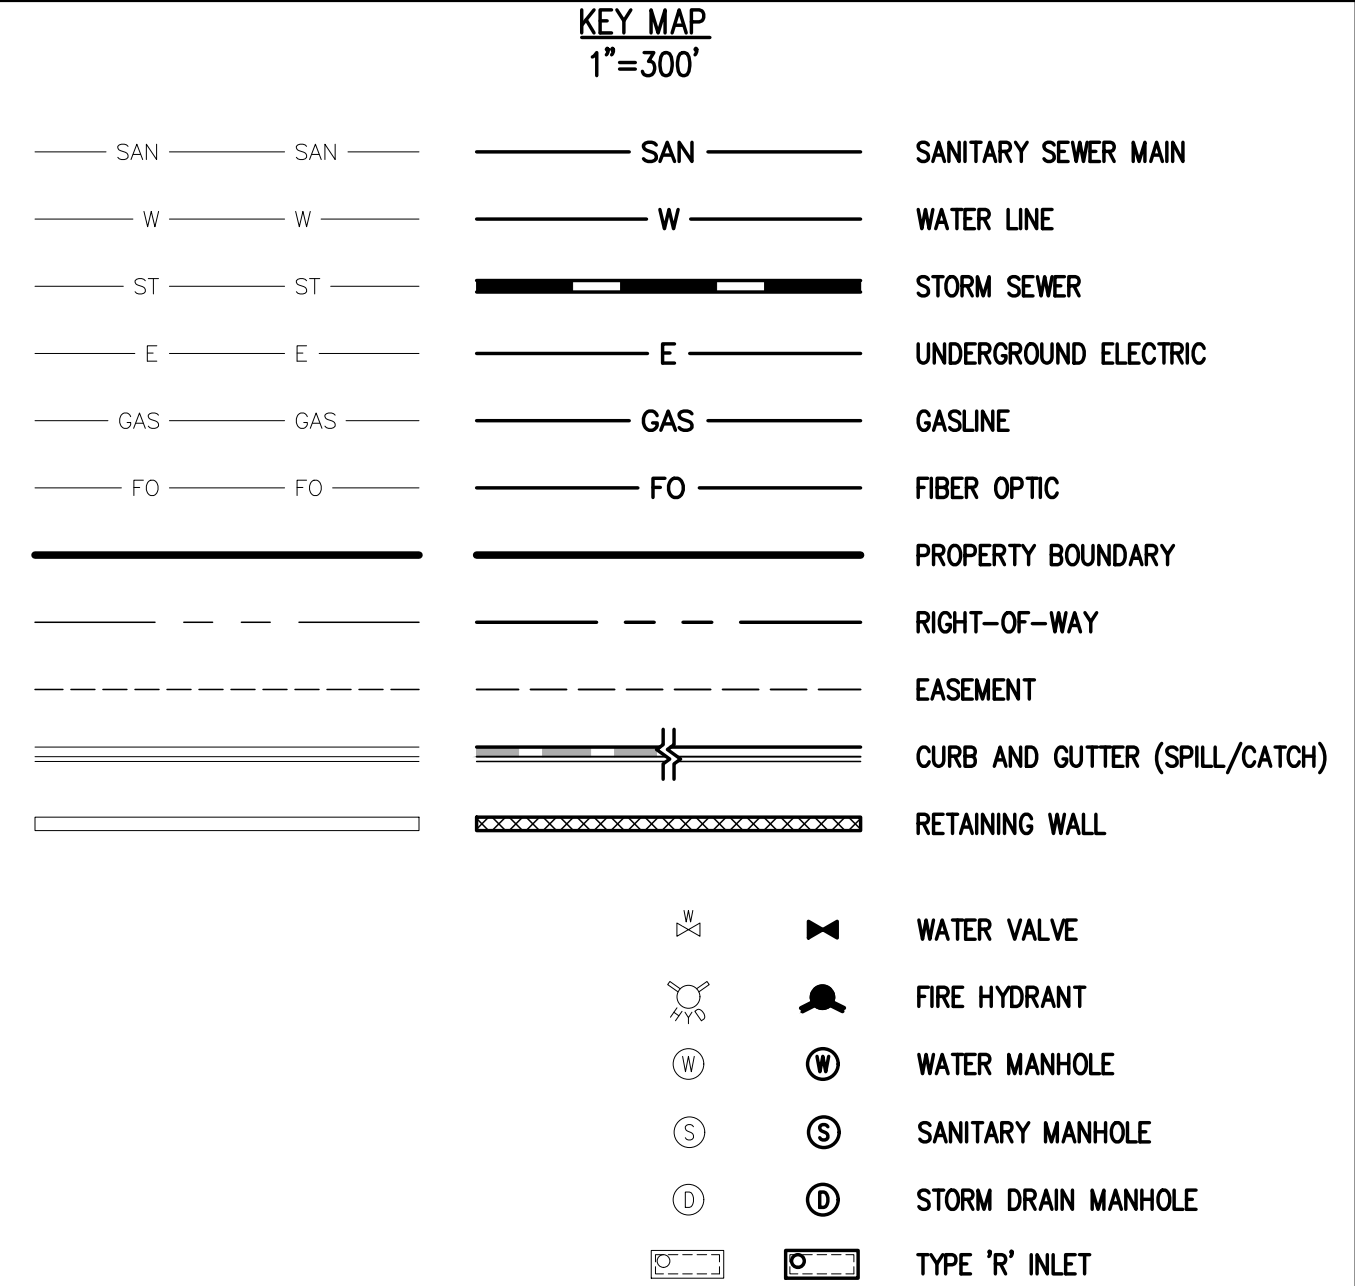 KEY MAP
1"=300'
SAN SAN SAN SANITARY SEWER MAIN
W W W WATER LINE
ST ST STORM SEWER
E E E UNDERGROUND ELECTRIC
GAS GAS GAS GASLINE
FO FO FO FIBER OPTIC
PROPERTY BOUNDARY
RIGHT-OF-WAY
EASEMENT
CURB AND GUTTER (SPILL/CATCH)
RETAINING WALL
W WATER VALVE
HYD FIRE HYDRANT
W W WATER MANHOLE
S S SANITARY MANHOLE
D D STORM DRAIN MANHOLE
TYPE 'R' INLET